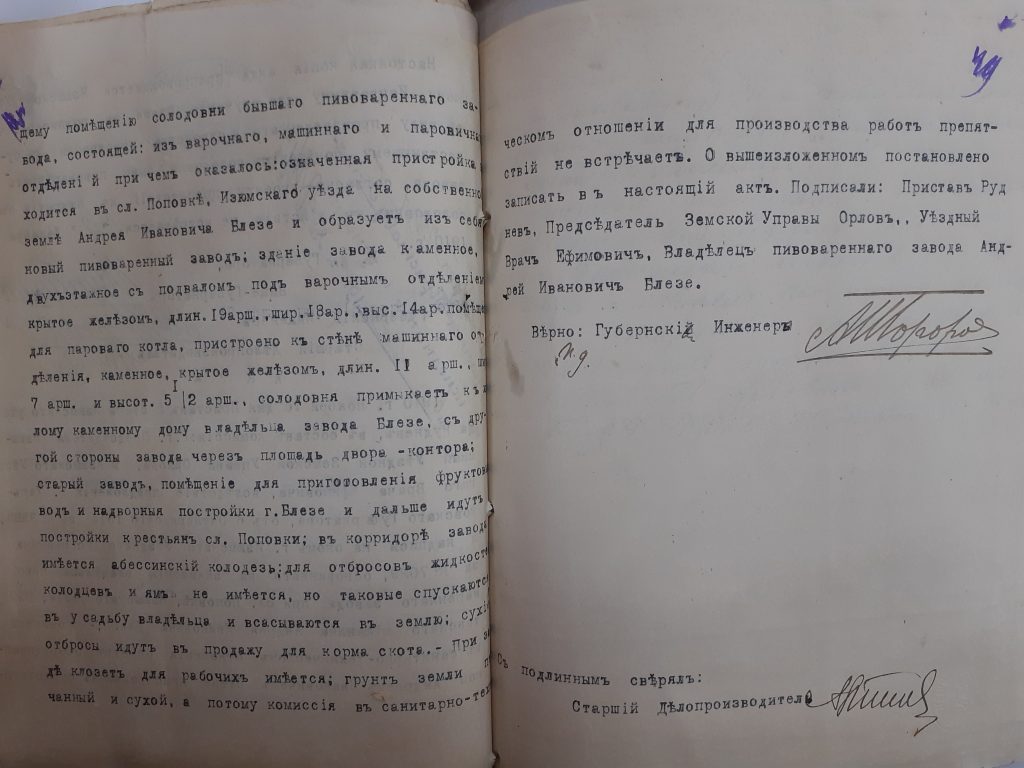 щему помѣщенію солодовни бывшаго пивовареннаго за-
вода, состоящей: изъ варочнаго, машиннаго и паровична
отдѣлені й при чемъ оказалось:означенная пристройка
ходится въ сл. Поповкѣ, Изюмскаго уѣзда на собственно
землѣ Андрея Ивановича Блезе и образуетъ изъ себя
новый пивоваренный заводъ; зданіе завода каменное,
двухъэтажное съ подваломъ подъ варочнымъ отдѣленіем
крытое желѣзомъ, длин. 19арш.,шир.18ар.,выс.14ар.помѣще
для пароваго котла, пристроено къ стѣнѣ машиннаго от
дѣленія, каменное, крытое желѣзомъ, длин. II арш., ши
7 арш. и высот. 5 I|2 арш., солодовня примыкаетъ къ
лому каменному дому владѣльца завода Блезе, съ дру-
гой стороны завода черезъ площадь двора -контора;
старый заводъ, помѣщеніе для приготовленія фруктов
водъ и надворныя постройки г.Блезе и дальше идутъ
постройки крестьянъ сл. Поповки; въ корридорѣ завода
имѣется абессинскій колодезь;для отбросовъ жидкосте
колодцевъ и ямъ не имѣется, но таковые спускаются
въ усадьбу владѣльца и всасываются въ землю; сухі
отбросы идутъ въ продажу для корма скота.- При за
дѣ клозетъ для рабочихъ имѣется; грунтъ земли п
чанный и сухой, а потому комиссія въ санитарно-тех
49
ческомъ отношеніи для производства работъ препят-
ствій не встрѣчаетъ. О вышеизложенномъ постановлено
записать въ настоящій актъ. Подписали: Приставъ Руд
невъ, Предсѣдатель Земской Управы Орловъ,, Уѣздный
Врачъ Ефимовичъ, Владѣлецъ пивовареннаго завода Анд-
рей Ивановичъ Блезе.
Вѣрно: Губернскій Инженеръ
Съ подлиннымъ свѣрялъ:
Старшій Дѣлопроизводитель